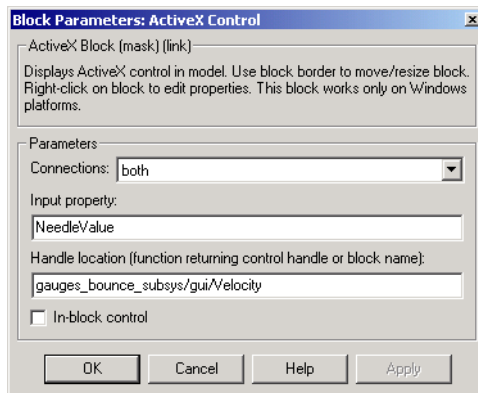 Block Parameters: ActiveX Control
ActiveX Block (mask) (link)
Displays ActiveX control in model. Use block border to move/resize block.
Right-click on block to edit properties. This block works only on Windows
platforms.
Parameters
Connections: both
Input property:
NeedleValue
Handle location (function returning control handle or block name):
gauges_bounce_subsys/gui/Velocity
In-block control
OK Cancel Help Apply